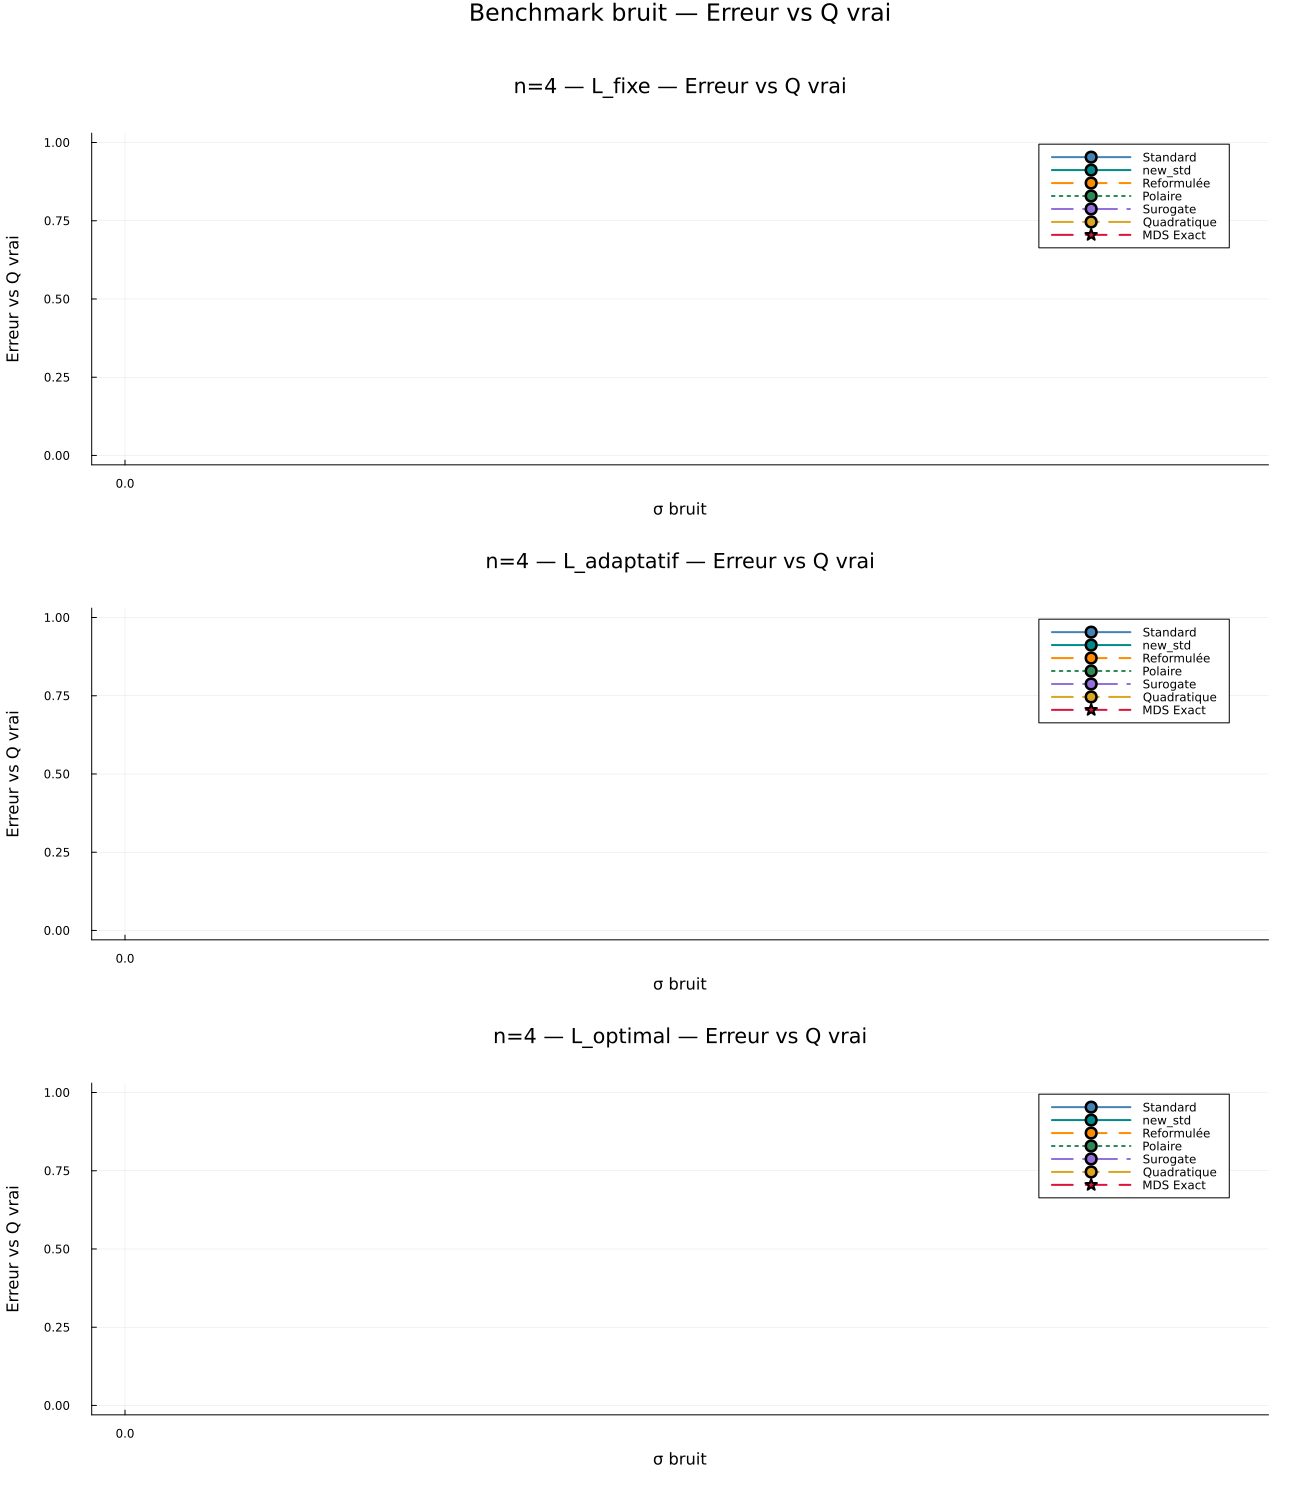 Benchmark bruit — Erreur vs Q vrai
n=4 — L_fixe — Erreur vs Q vrai
Erreur vs Q vrai
1.00
0.75
0.50
0.25
0.00
Standard
new_std
Reformulée
Polaire
Surogate
Quadratique
MDS Exact
0.0
σ bruit
n=4 — L_adaptatif — Erreur vs Q vrai
Erreur vs Q vrai
1.00
0.75
0.50
0.25
0.00
Standard
new_std
Reformulée
Polaire
Surogate
Quadratique
MDS Exact
0.0
σ bruit
n=4 — L_optimal — Erreur vs Q vrai
Erreur vs Q vrai
1.00
0.75
0.50
0.25
0.00
Standard
new_std
Reformulée
Polaire
Surogate
Quadratique
MDS Exact
0.0
σ bruit